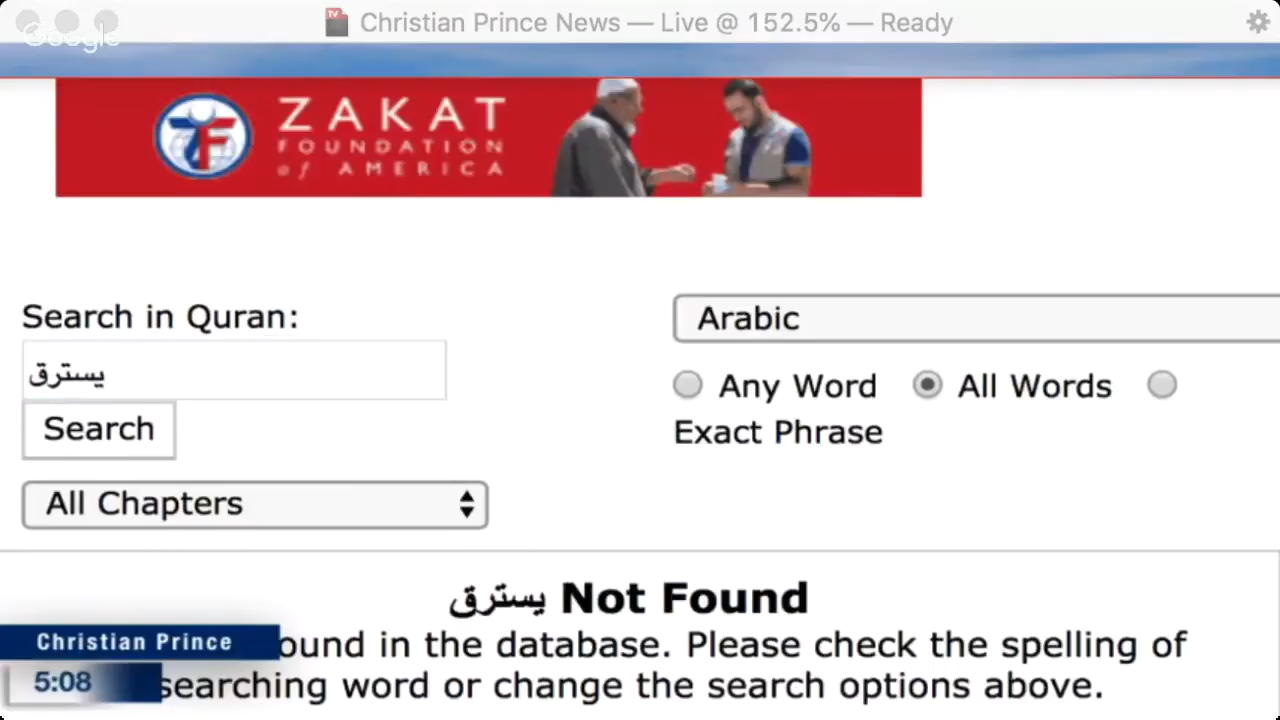 Christian Prince News — Live @ 152.5% — Ready
Google
ZAKAT
FOUNDATION
of AMERICA
Search in Quran:
Arabic
يسترق
Any Word All Words
Exact Phrase
Search
All Chapters
يسترق Not Found
ound in the database. Please check the spelling of
searching word or change the search options above.
Christian Prince
5:08